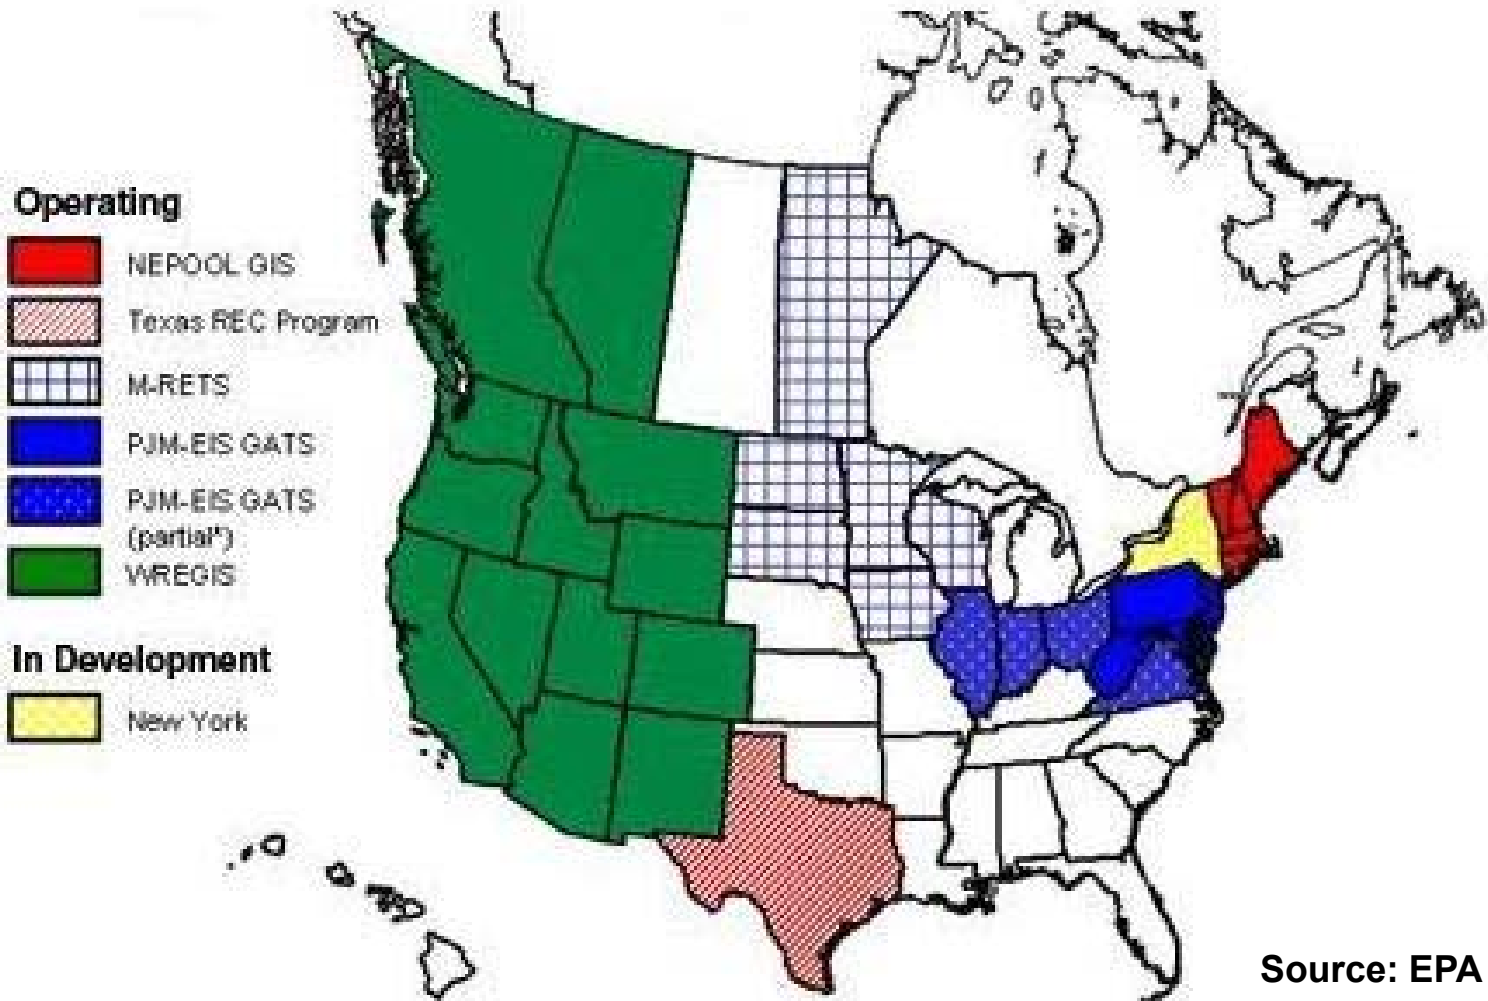 Operating
NEPOOL GIS
Texas REC Program
M-RETS
PJM-EIS GATS
PJM-EIS GATS
(partial*)
WREGIS
In Development
New York
Source: EPA